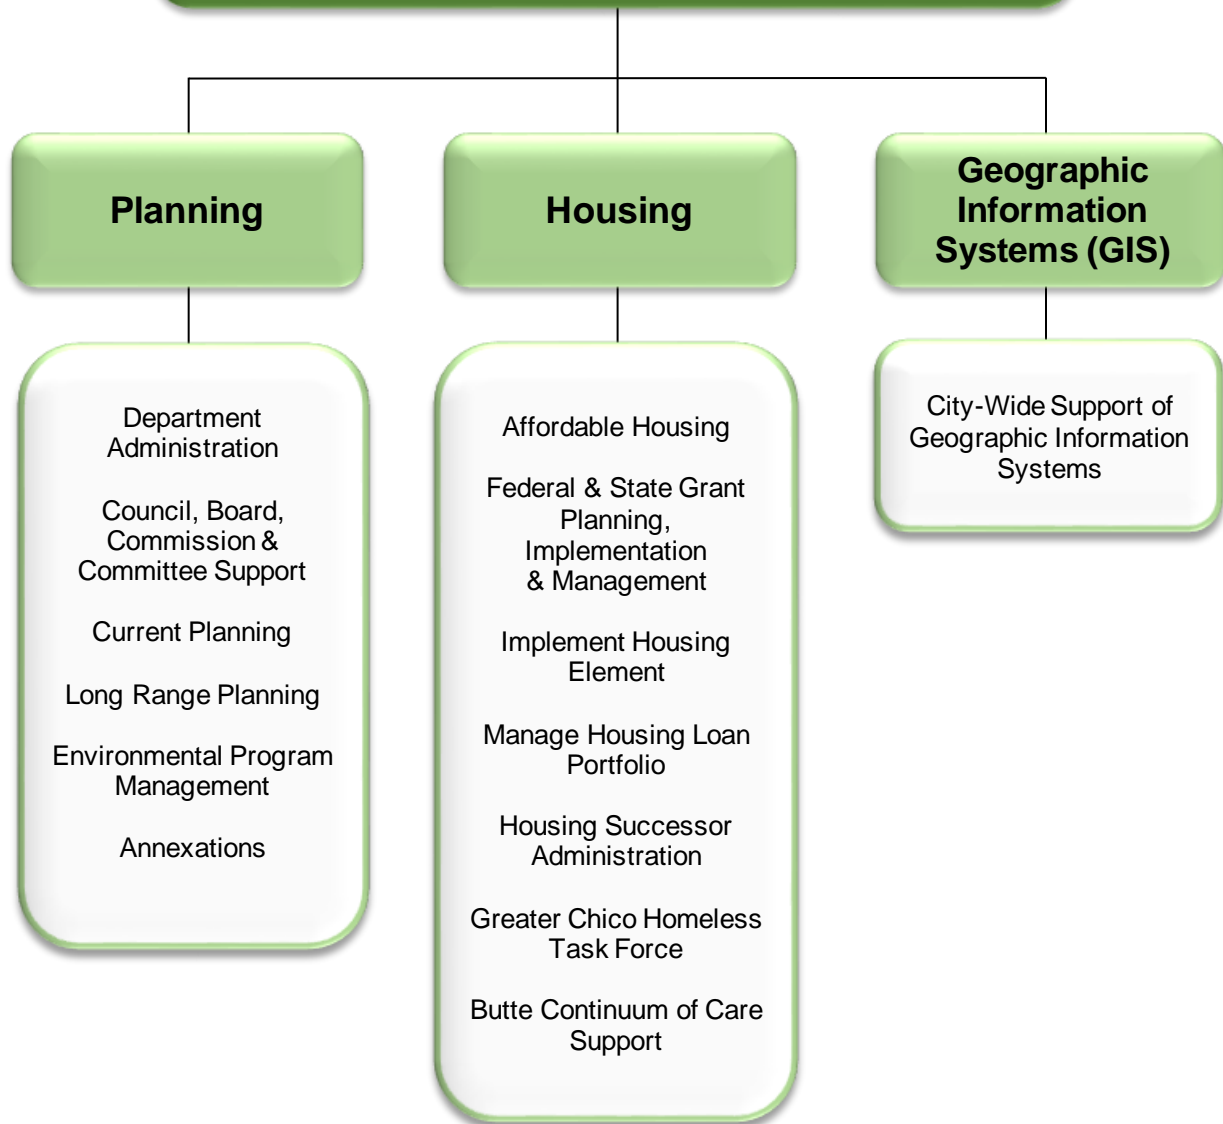 Planning
Housing
Geographic
Information
Systems (GIS)
Department
Administration
Council, Board,
Commission &
Committee Support
Current Planning
Long Range Planning
Environmental Program
Management
Annexations
Affordable Housing
Federal & State Grant
Planning,
Implementation
& Management
Implement Housing
Element
Manage Housing Loan
Portfolio
Housing Successor
Administration
Greater Chico Homeless
Task Force
Butte Continuum of Care
Support
City-Wide Support of
Geographic Information
Systems